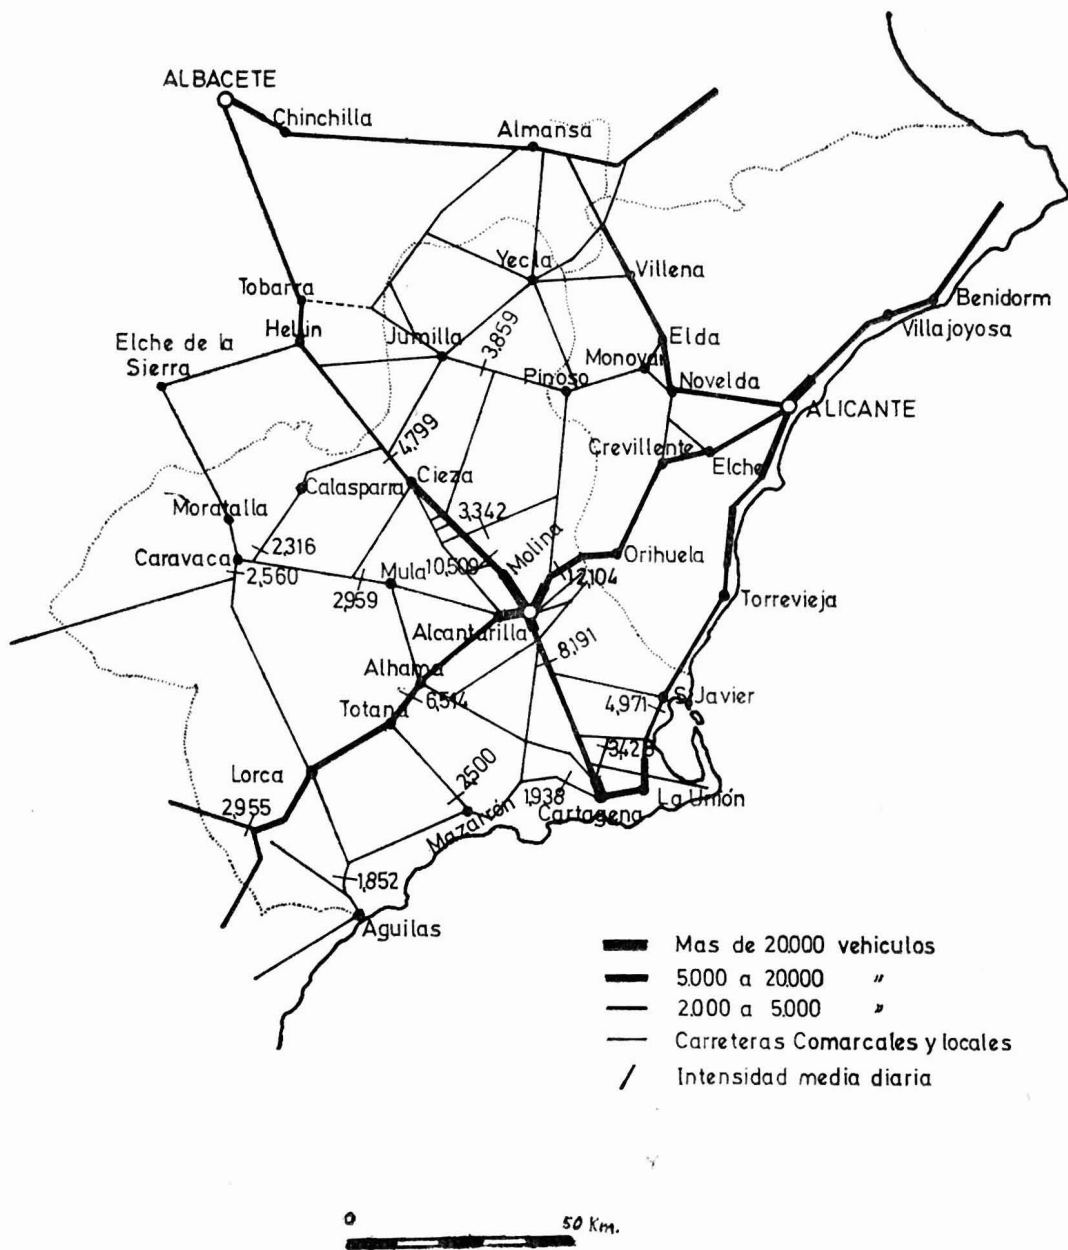 ALBACETE
Chinchilla
Almansa
Yecla
Villena
Tobarra
Hellin
Benidorm
Villajoyosa
Elche de la
Sierra
Jumilla
3,859
Elda
Monovar
Pinoso
Novelda
ALICANTE
4,799
Crevillente
Elche
Cieza
Calasparra
Moratalla
3,342
Molina
Caravaca
2,316
2,560
10,509
Orihuela
12,104
Mula
2,959
Torrevieja
Alcantarilla
8,191
Alhama
6,514
S. Javier
4,971
Totana
3,428
Lorca
2,500
1,938
La Unión
Cartagena
Mazarrón
2,955
1,852
Aguilas
Mas de 20.000 vehiculos
5.000 a 20.000 "
2.000 a 5.000 "
Carreteras Comarcales y locales
Intensidad media diaria
0 50 Km.